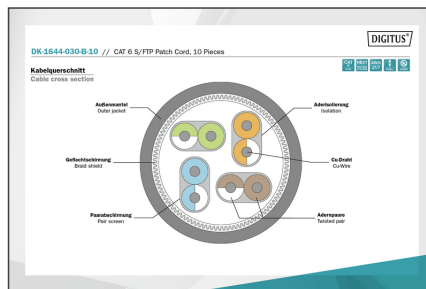 DIGITUS®
DK-1644-030-B-10 // CAT 6 S/FTP Patch Cord, 10 Pieces
Kabelquerschnitt
Cable cross section
Außenmantel
Outer jacket
Aderisolierung
Isolation
Geflechtschirmung
Braid shield
Cu-Draht
Cu-Wire
Paarabschirmung
Pair screen
Adernpaare
Twisted pair